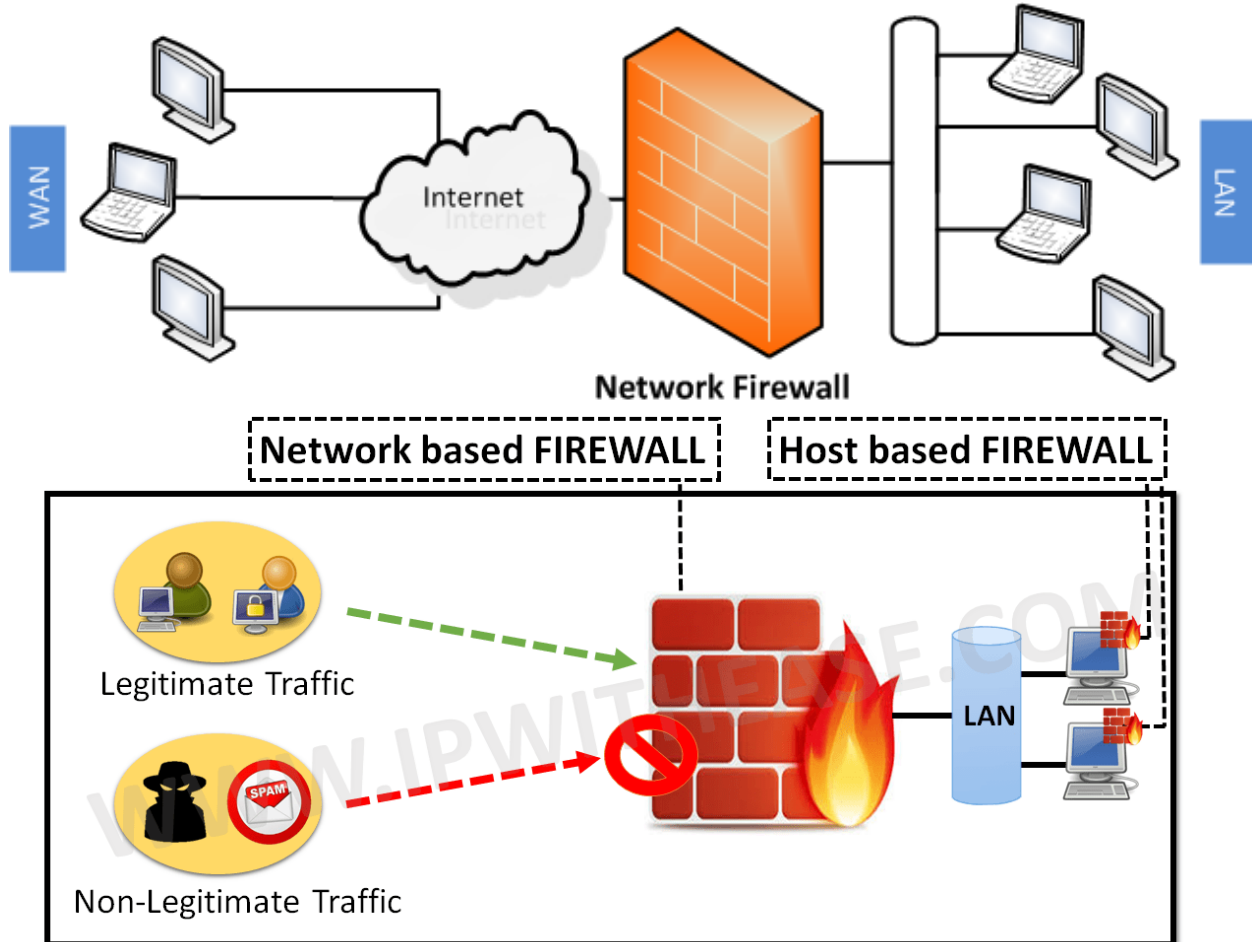 WAN
Internet
Internet
LAN
Network Firewall
Network based FIREWALL
Host based FIREWALL
Legitimate Traffic
SPAM
LAN
Non-Legitimate Traffic
WWW.IPWITHEASE.COM